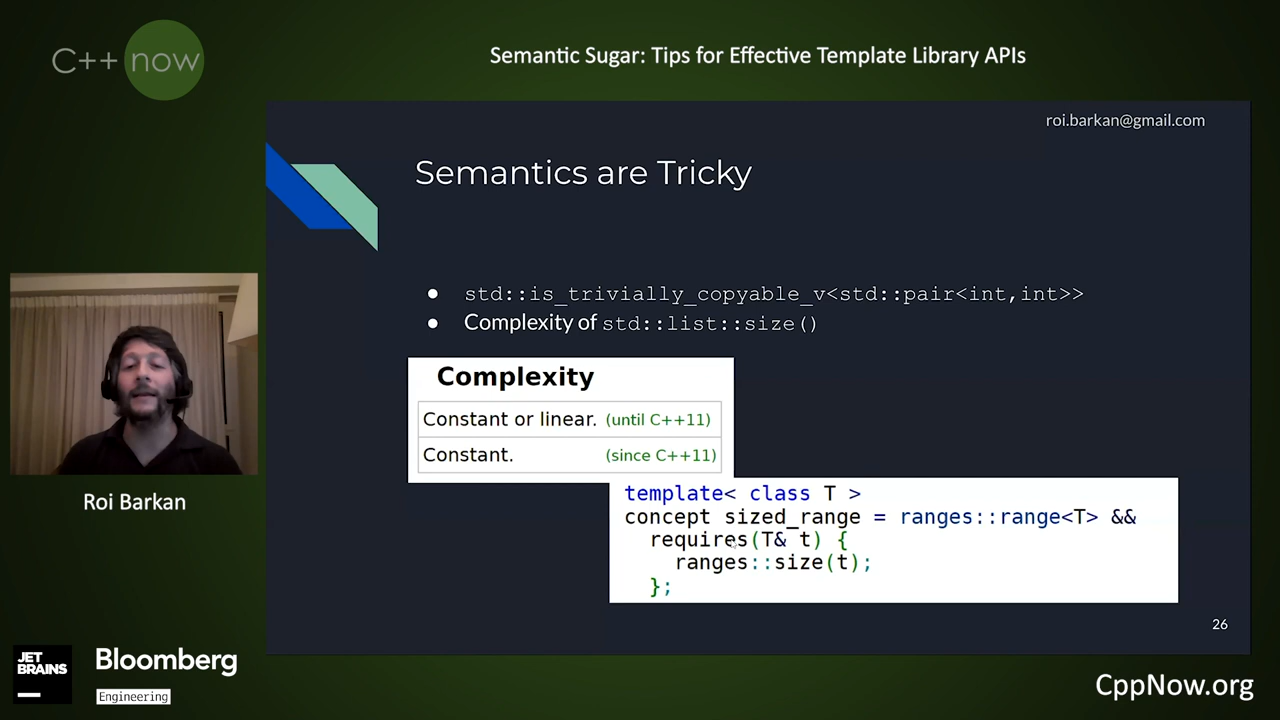 C++ now
Semantic Sugar: Tips for Effective Template Library APIs
roi.barkan@gmail.com
Semantics are Tricky
● std::is_trivially_copyable_v<std::pair<int,int>>
● Complexity of std::list::size()
Complexity
Constant or linear. (until C++11)
Constant. (since C++11)
template< class T >
concept sized_range = ranges::range<T> &&
requires(T& t) {
ranges::size(t);
};
26
Roi Barkan
JET
BRAINS
Bloomberg
Engineering
CppNow.org